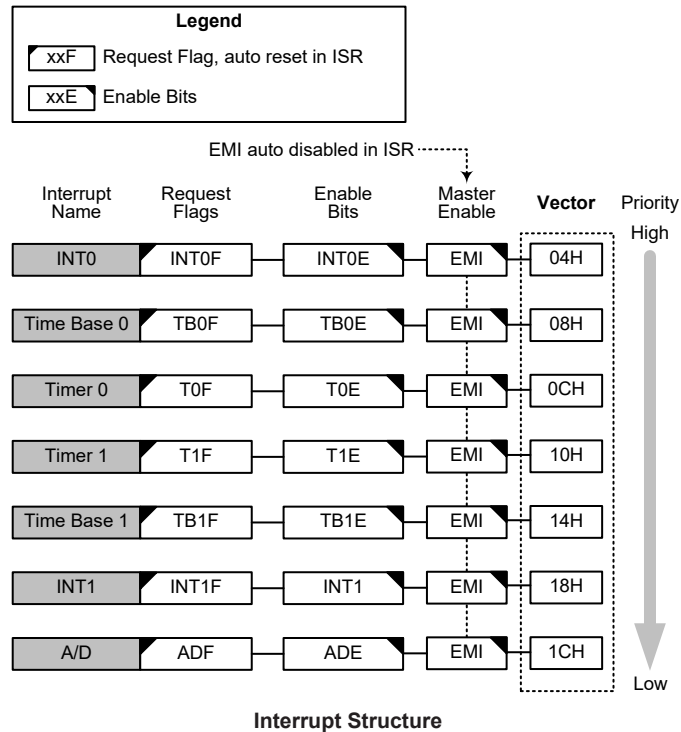 Legend
xxF Request Flag, auto reset in ISR
xxE Enable Bits
EMI auto disabled in ISR
Interrupt Name Request Flags Enable Bits Master Enable Vector Priority
High
INT0 INT0F INT0E EMI 04H
Time Base 0 TB0F TB0E EMI 08H
Timer 0 T0F T0E EMI 0CH
Timer 1 T1F T1E EMI 10H
Time Base 1 TB1F TB1E EMI 14H
INT1 INT1F INT1 EMI 18H
A/D ADF ADE EMI 1CH
Low
Interrupt Structure